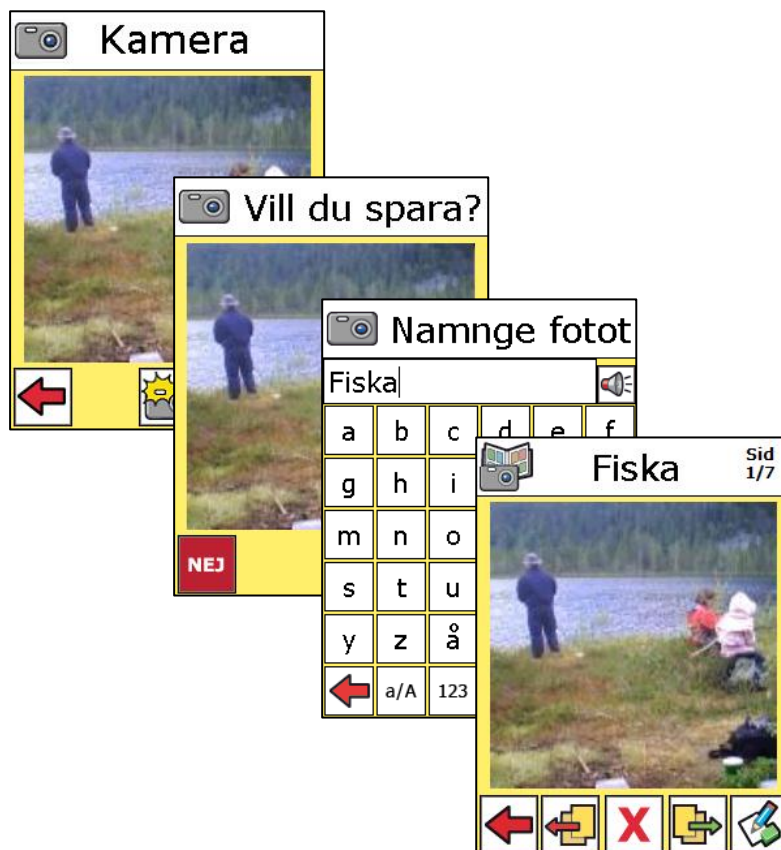 Kamera
Vill du spara?
NEJ
Namnge fotot
Fiska
a b c d e f
g h i
m n o
s t u
y z å
a/A 123
Fiska
Sid
1/7
X